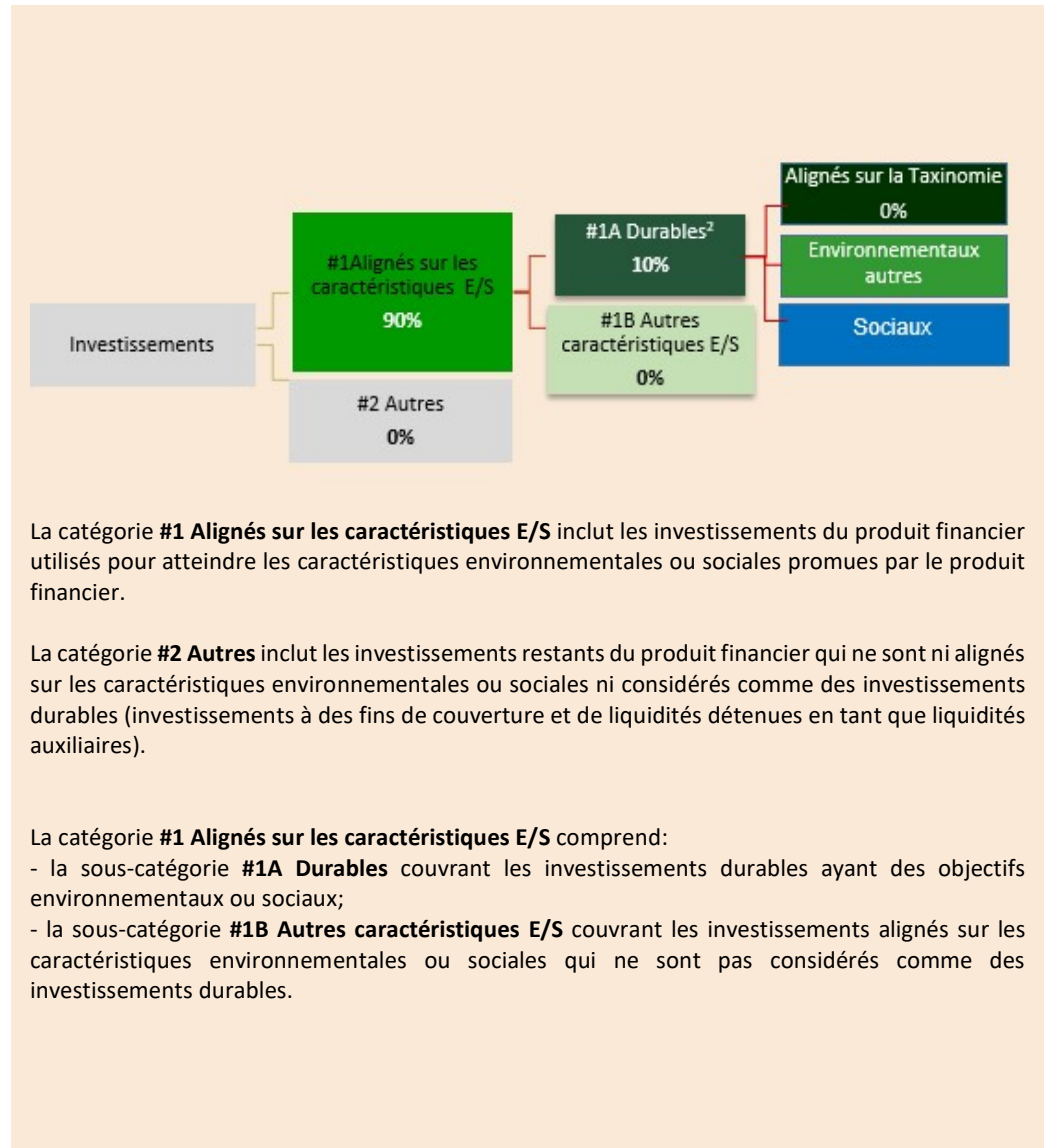 Alignés sur la Taxinomie
0%
#1A Durables²
10%
Environnementaux
autres
#1Alignés sur les
caractéristiques E/S
90%
#1B Autres
caractéristiques E/S
0%
Sociaux
Investissements
#2 Autres
0%
La catégorie #1 Alignés sur les caractéristiques E/S inclut les investissements du produit financier
utilisés pour atteindre les caractéristiques environnementales ou sociales promues par le produit
financier.
La catégorie #2 Autres inclut les investissements restants du produit financier qui ne sont ni alignés
sur les caractéristiques environnementales ou sociales ni considérés comme des investissements
durables (investissements à des fins de couverture et de liquidités détenues en tant que liquidités
auxiliaires).
La catégorie #1 Alignés sur les caractéristiques E/S comprend:
- la sous-catégorie #1A Durables couvrant les investissements durables ayant des objectifs
environnementaux ou sociaux;
- la sous-catégorie #1B Autres caractéristiques E/S couvrant les investissements alignés sur les
caractéristiques environnementales ou sociales qui ne sont pas considérés comme des
investissements durables.